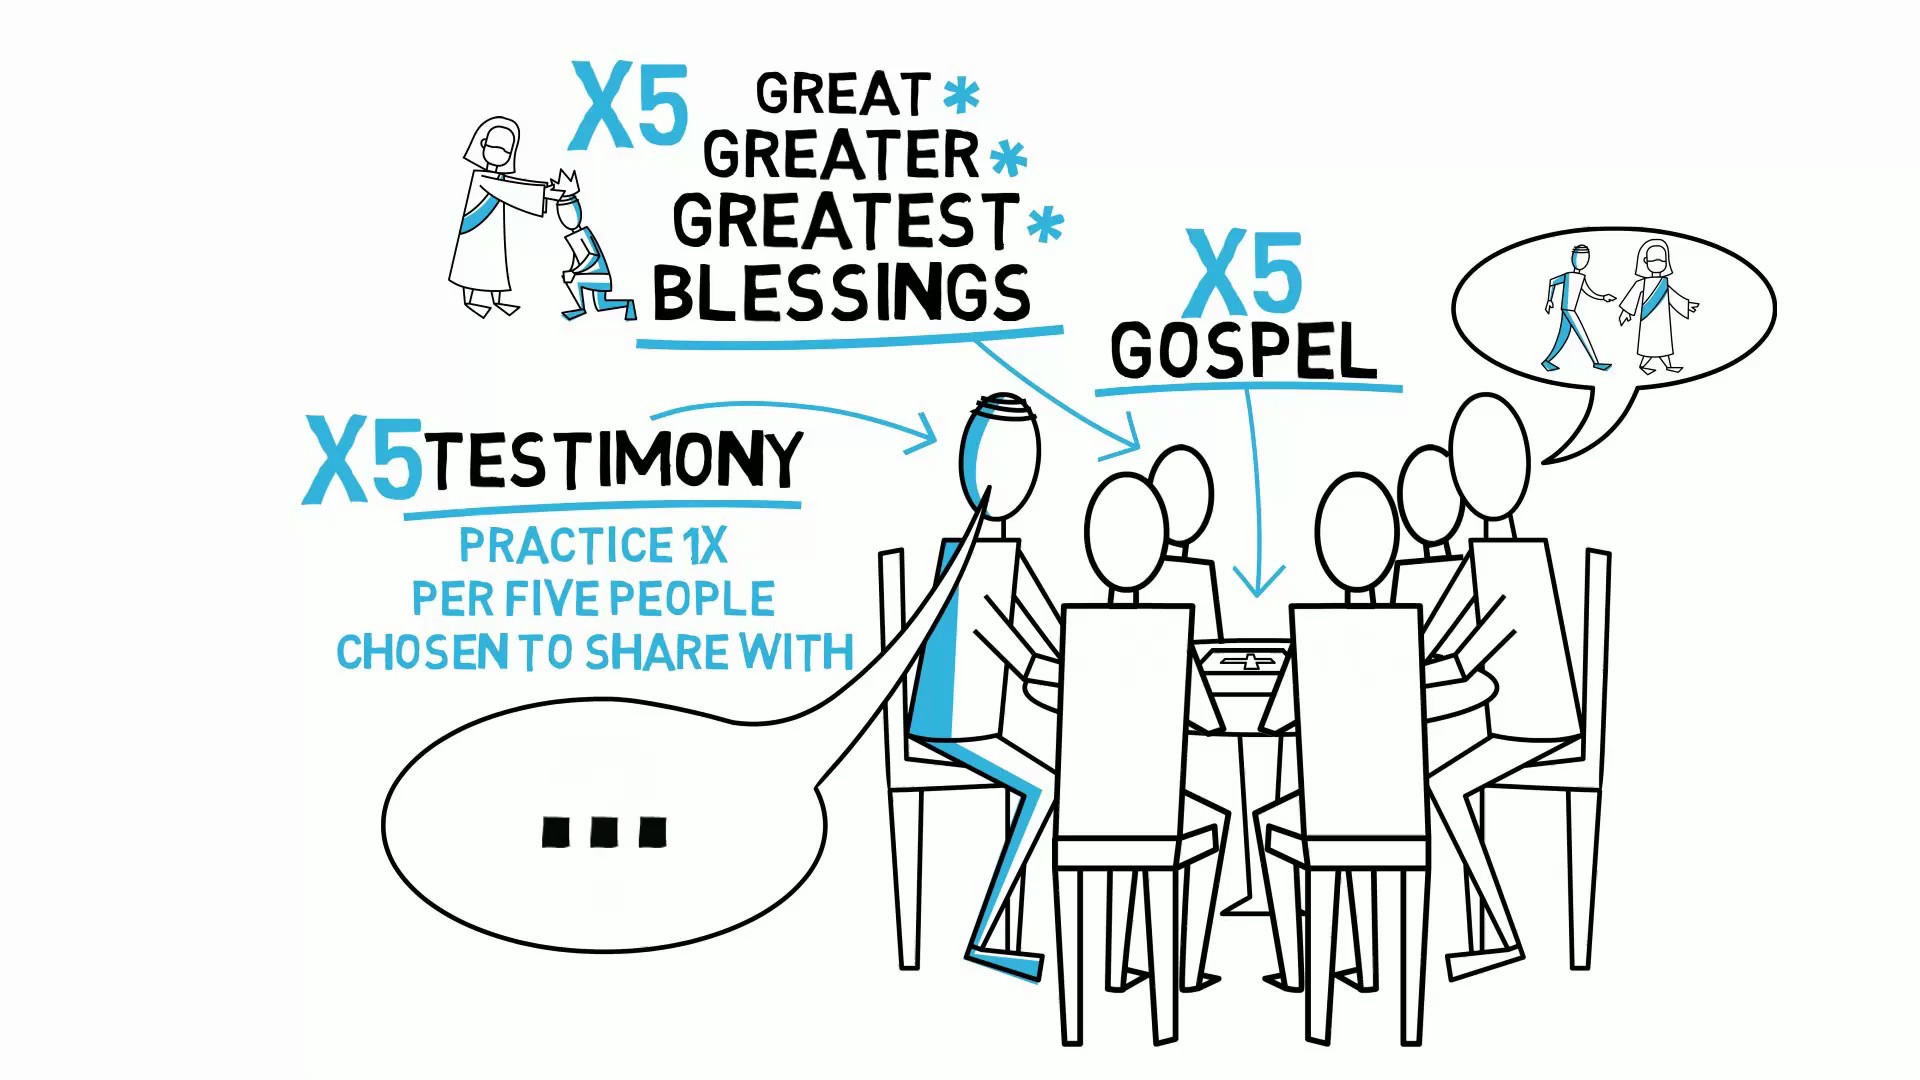 X5 GREAT *
GREATER *
GREATEST *
BLESSINGS
X5
GOSPEL
X5 TESTIMONY
PRACTICE 1X
PER FIVE PEOPLE
CHOSEN TO SHARE WITH
...